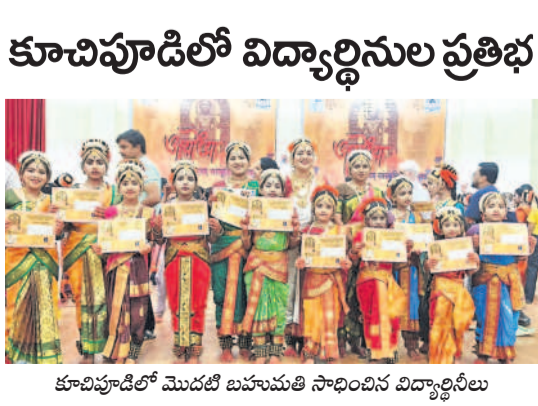 కూచిపూడిలో విద్యార్థినుల ప్రతిభ
కూచిపూడిలో మొదటి బహుమతి సాధించిన విద్యార్థినీలు